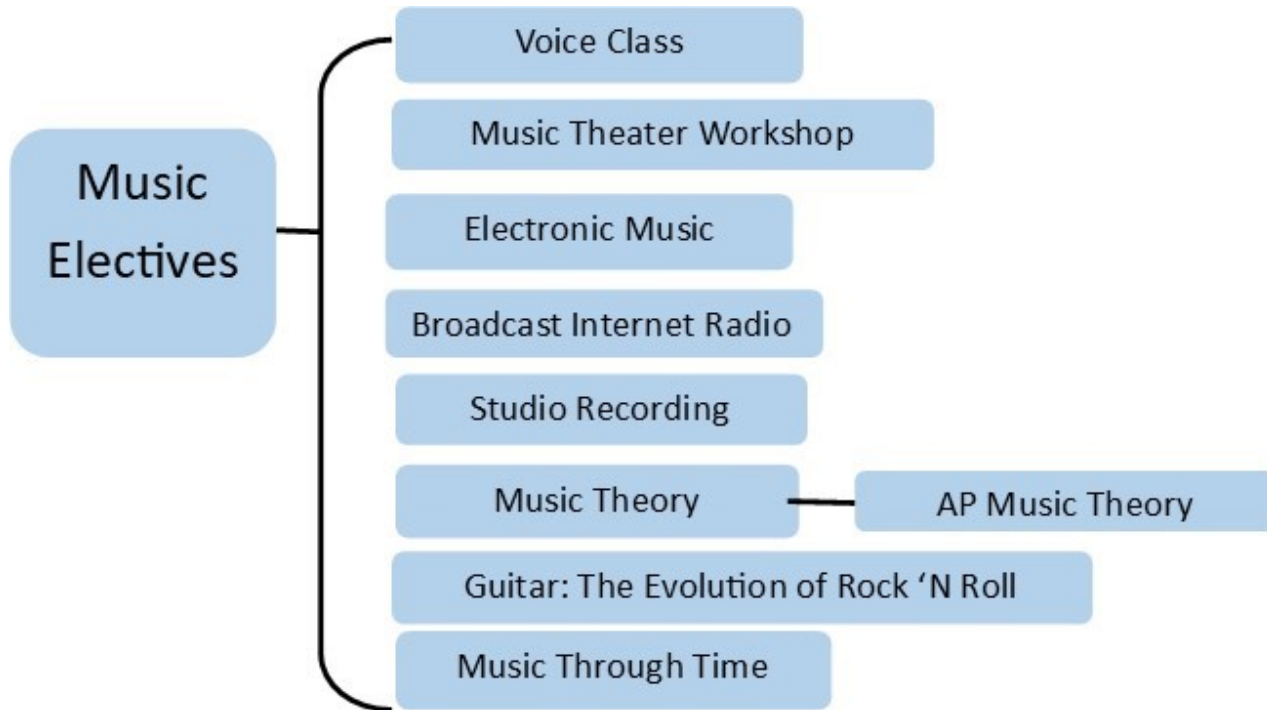 Voice Class
Music Theater Workshop
Music
Electives
Electronic Music
Broadcast Internet Radio
Studio Recording
Music Theory
AP Music Theory
Guitar: The Evolution of Rock ‘N Roll
Music Through Time